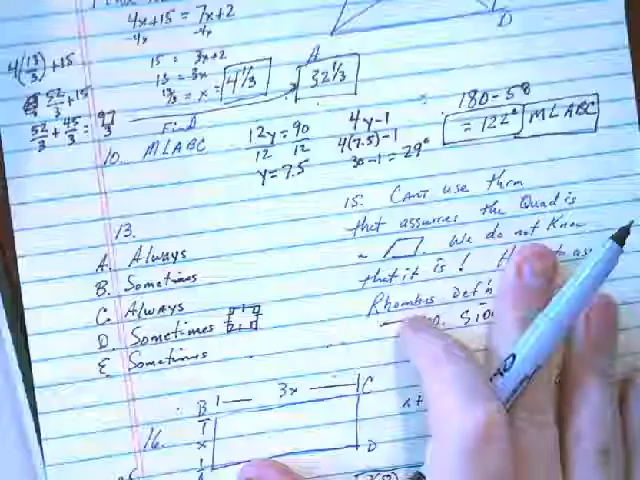 4x+15 = 7x+2
-4x -4x
4(13/3)+15
15 = 3x+2
13 = 3x
13/3 = x = 4 1/3
A
32 1/3
D
52/3 + 15
52/3 + 45/3 = 97/3
Find
10. M∠ABC
12y = 90
12 12
y = 7.5
4y-1
4(7.5)-1
30-1 = 29°
180-58
= 122° M∠ABC
13.
A. Always
B. Sometimes
C. Always
D Sometimes
E Sometimes
15. Can't use thm
that assumes the Quad is
a ▱. We do not know
that it is!
Rhombus
16.
B 3x C
x
D